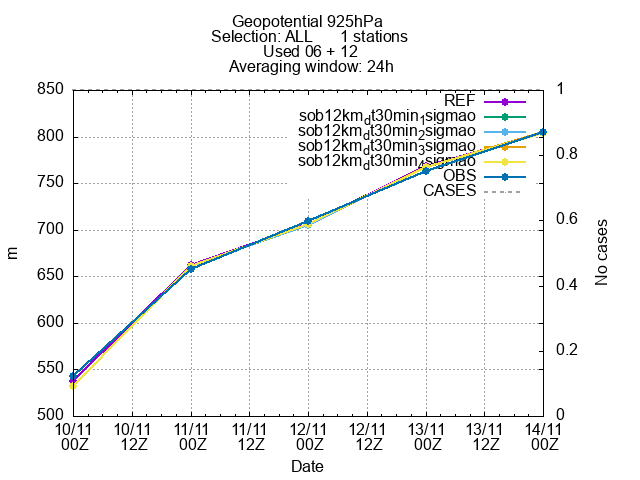 Geopotential 925hPa
Selection: ALL 1 stations
Used 06 + 12
Averaging window: 24h
850
800
750
700
650
600
550
500
m
1
0.8
0.6
0.4
0.2
0
No cases
REF
sob12km_dt30min_1sigmao
sob12km_dt30min_2sigmao
sob12km_dt30min_3sigmao
sob12km_dt30min_4sigmao
OBS
CASES
10/11 10/11 11/11 11/11 12/11 12/11 13/11 13/11 14/11
00Z 12Z 00Z 12Z 00Z 12Z 00Z 12Z 00Z
Date